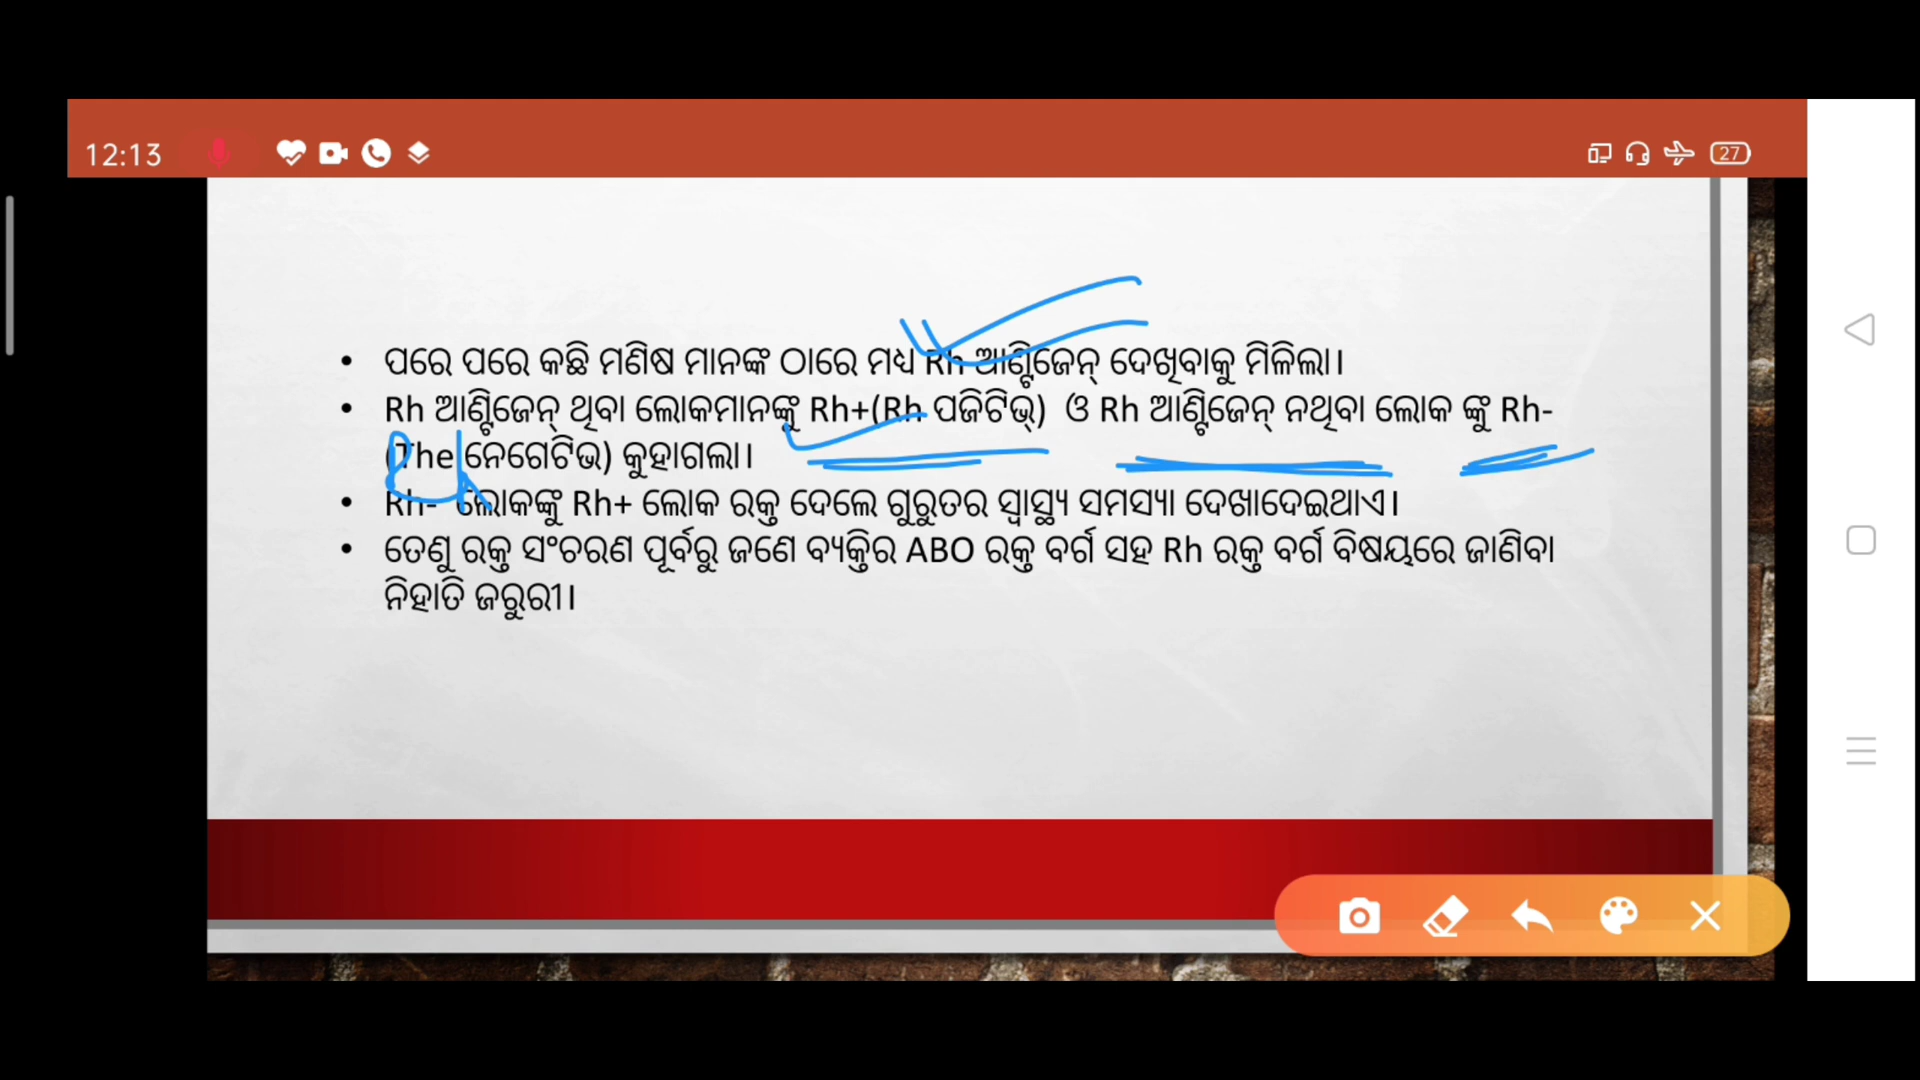 12:13
27
ପରେ ପରେ କଛି ମଣିଷ ମାନଙ୍କ ଠାରେ ମଧ୍ୟ Rh ଆଣ୍ଟିଜେନ୍ ଦେଖିବାକୁ ମିଳିଲା।
Rh ଆଣ୍ଟିଜେନ୍ ଥିବା ଲୋକମାନଙ୍କୁ Rh+(Rh ପଜିଟିଭ୍) ଓ Rh ଆଣ୍ଟିଜେନ୍ ନଥିବା ଲୋକ ଙ୍କୁ Rh-
(The ନେଗେଟିଭ) କୁହାଗଲା।
Rh- ଲୋକଙ୍କୁ Rh+ ଲୋକ ରକ୍ତ ଦେଲେ ଗୁରୁତର ସ୍ୱାସ୍ଥ୍ୟ ସମସ୍ୟା ଦେଖାଦେଇଥାଏ।
ତେଣୁ ରକ୍ତ ସଂଚରଣ ପୂର୍ବରୁ ଜଣେ ବ୍ୟକ୍ତିର ABO ରକ୍ତ ବର୍ଗ ସହ Rh ରକ୍ତ ବର୍ଗ ବିଷୟରେ ଜାଣିବା
ନିହାତି ଜରୁରୀ।